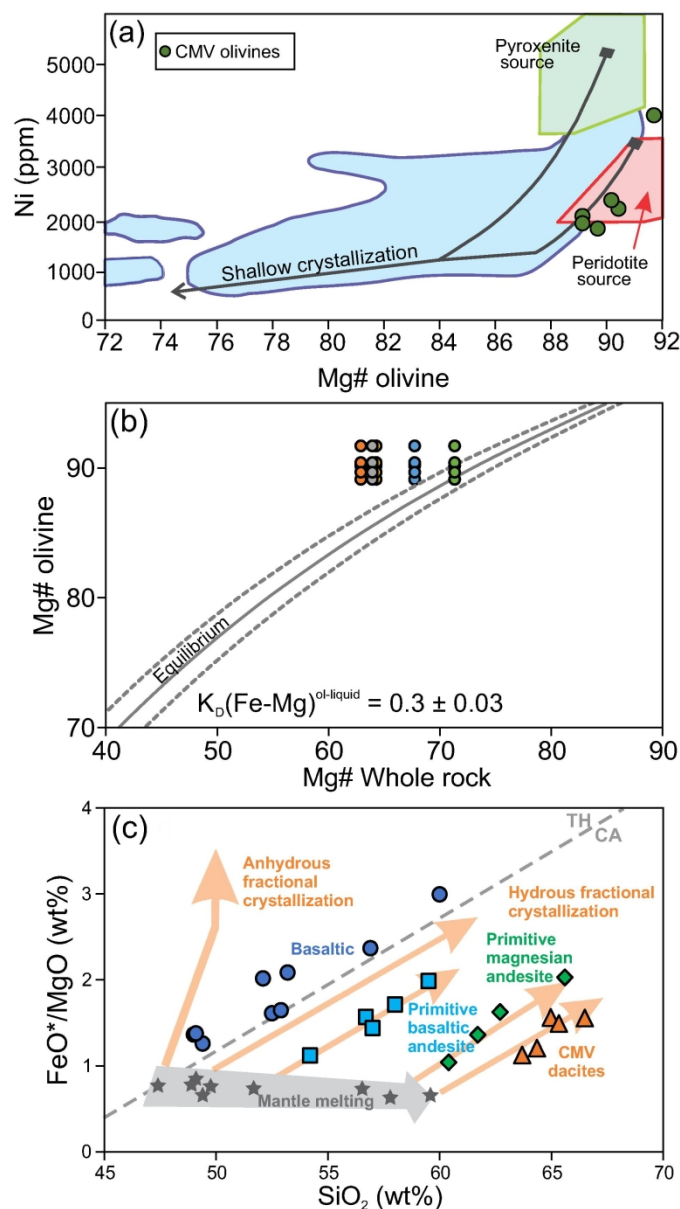 (a)
CMV olivines
Pyroxenite
source
5000
4000
3000
2000
1000
0
Ni (ppm)
Shallow crystallization
Peridotite
source
72 74 76 78 80 82 84 86 88 90 92
Mg# olivine
(b)
90
80
70
Mg# olivine
Equilibrium
K_D(Fe-Mg)^ol-liquid = 0.3 ± 0.03
40 50 60 70 80 90
Mg# Whole rock
(c)
4
3
2
1
0
FeO*/MgO (wt%)
TH
CA
Anhydrous
fractional
crystallization
Hydrous fractional
crystallization
Basaltic
Primitive
magnesian
andesite
Primitive
basaltic
andesite
CMV
dacites
Mantle melting
45 50 55 60 65 70
SiO₂ (wt%)